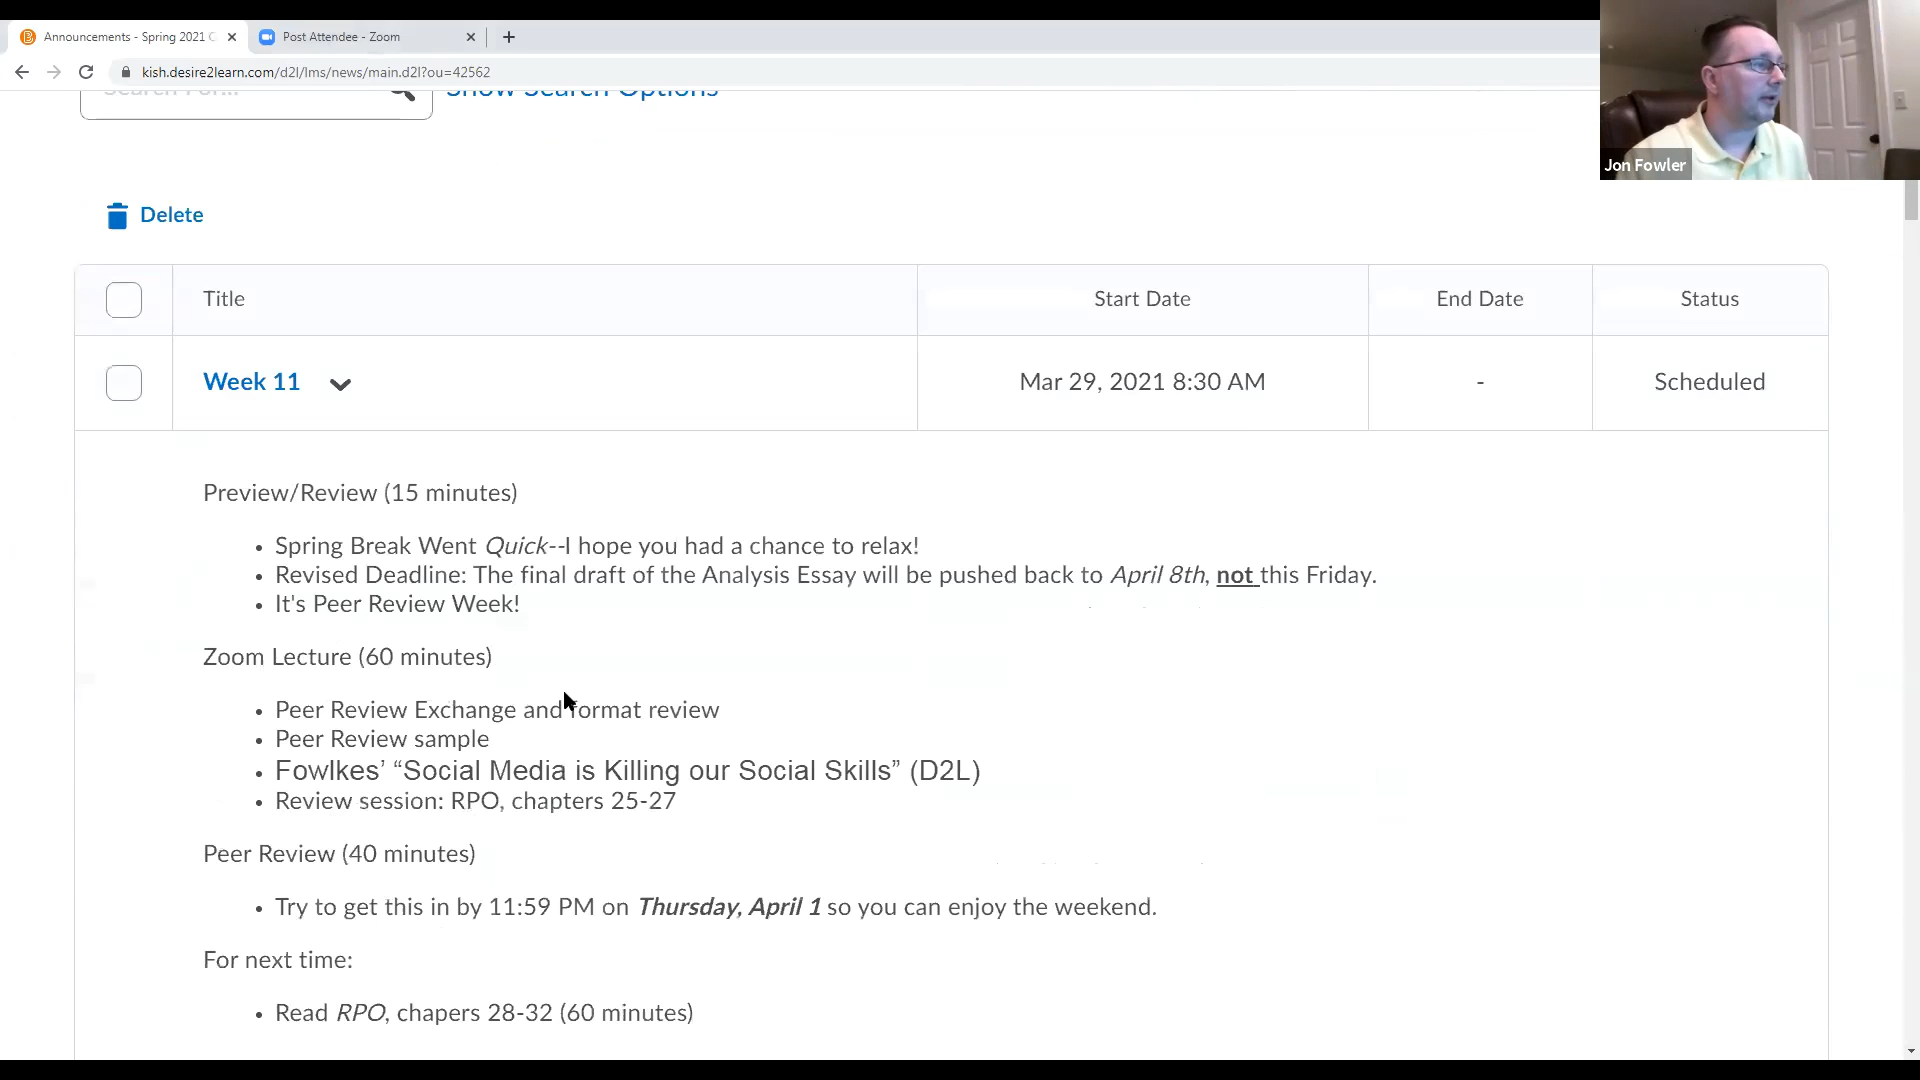 Announcements - Spring 2021 C
Post Attendee - Zoom
kish.desire2learn.com/d2l/lms/news/main.d2l?ou=42562
Search For...
Show Search Options
Jon Fowler
Delete
Title
Start Date
End Date
Status
Week 11
Mar 29, 2021 8:30 AM
-
Scheduled
Preview/Review (15 minutes)
• Spring Break Went Quick--I hope you had a chance to relax!
• Revised Deadline: The final draft of the Analysis Essay will be pushed back to April 8th, not this Friday.
• It's Peer Review Week!
Zoom Lecture (60 minutes)
• Peer Review Exchange and format review
• Peer Review sample
• Fowlkes’ “Social Media is Killing our Social Skills” (D2L)
• Review session: RPO, chapters 25-27
Peer Review (40 minutes)
• Try to get this in by 11:59 PM on Thursday, April 1 so you can enjoy the weekend.
For next time:
• Read RPO, chapers 28-32 (60 minutes)